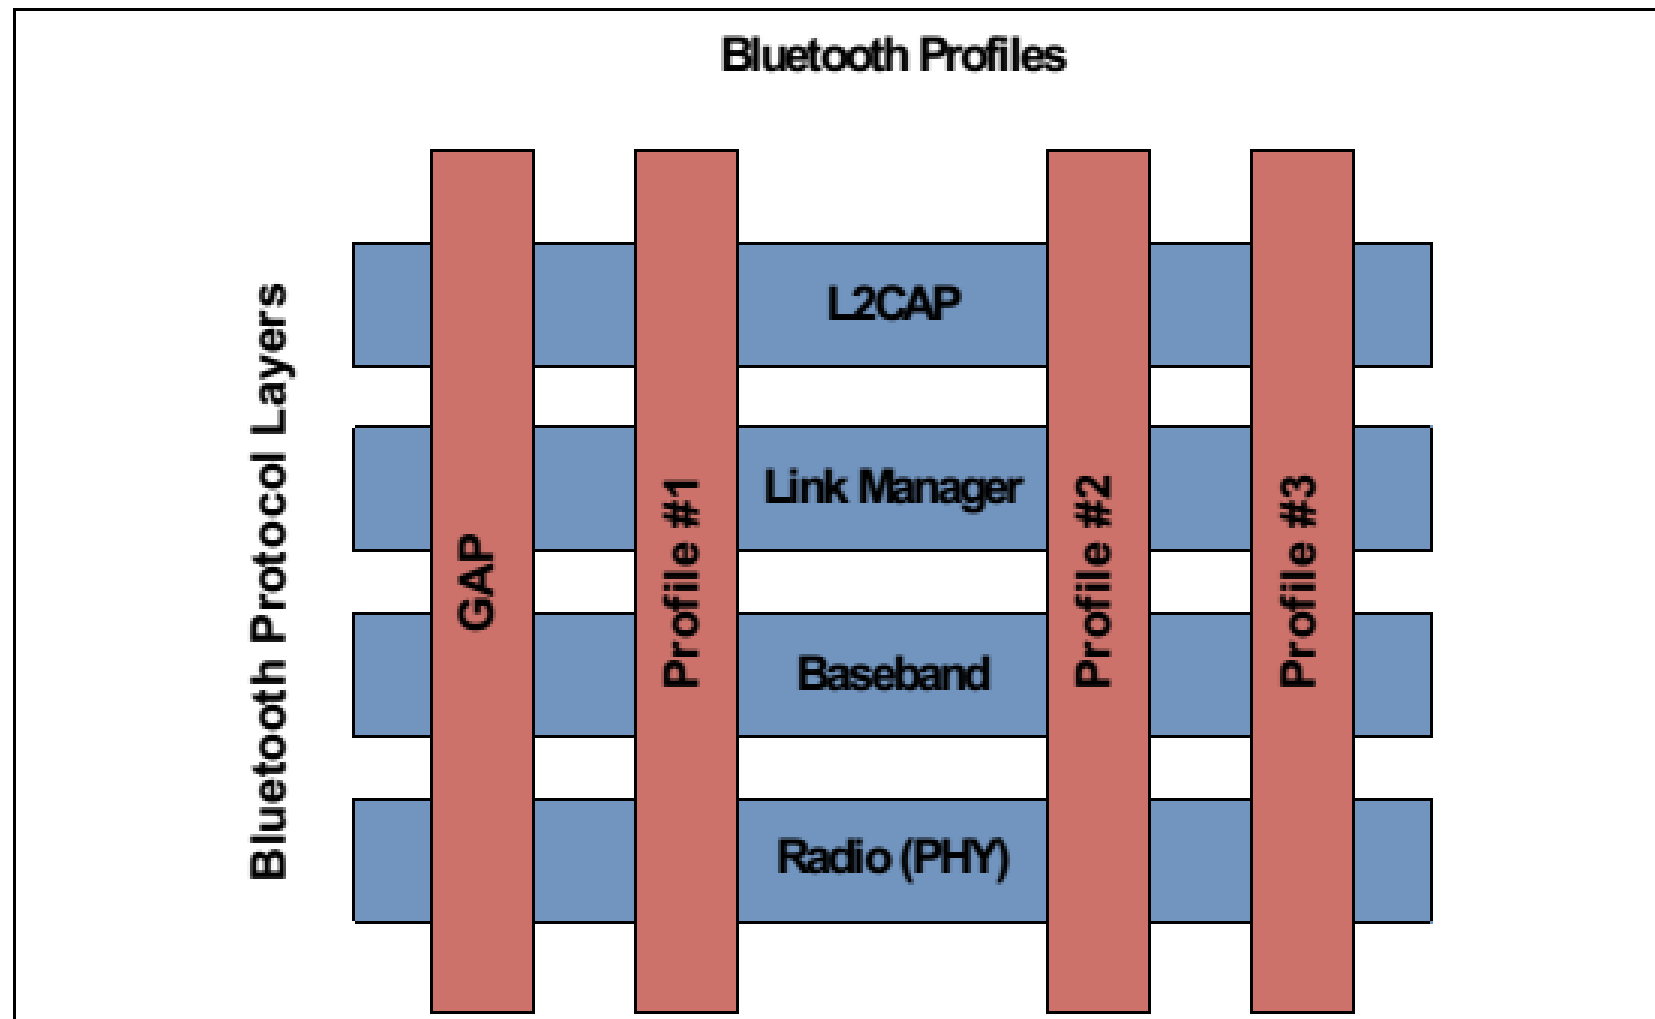 Bluetooth Profiles
Bluetooth Protocol Layers
GAP
Profile #1
Profile #2
Profile #3
L2CAP
Link Manager
Baseband
Radio (PHY)